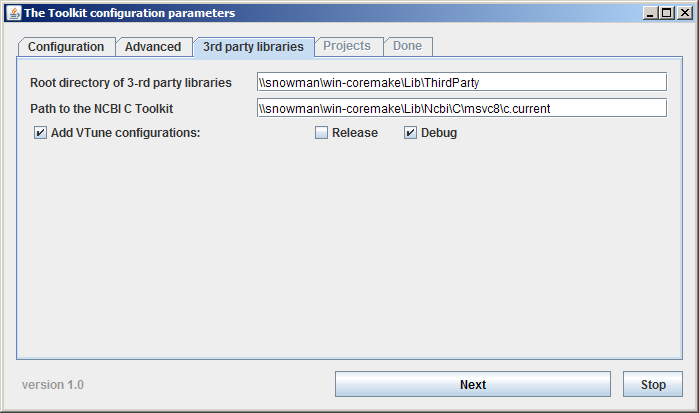 The Toolkit configuration parameters
Configuration Advanced 3rd party libraries Projects Done
Root directory of 3-rd party libraries \\snowman\win-coremake\Lib\ThirdParty
Path to the NCBI C Toolkit \\snowman\win-coremake\Lib\Ncbi\C\msvc8\c.current
Add VTune configurations: Release Debug
version 1.0 Next Stop